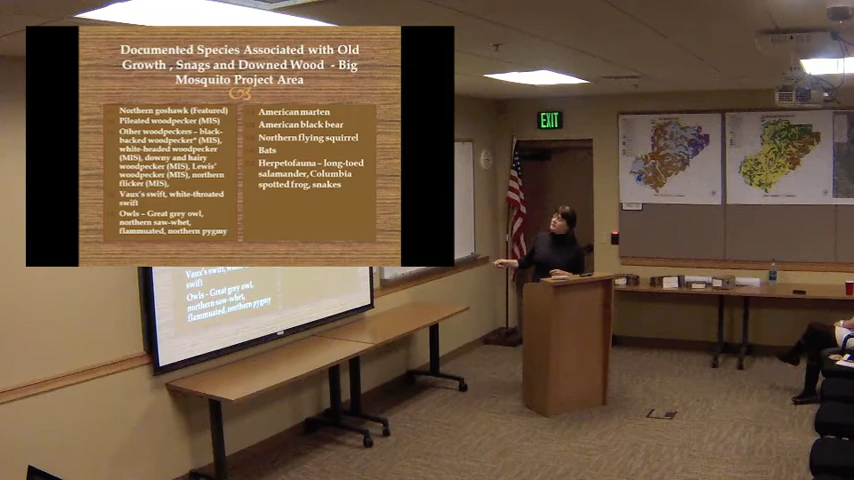 Documented Species Associated with Old
Growth , Snags and Downed Wood - Big
Mosquito Project Area
Northern goshawk (Featured)
Pileated woodpecker (MIS)
Other woodpeckers – black-
backed woodpecker* (MIS),
white-headed woodpecker
(MIS), downy and hairy
woodpecker (MIS), Lewis'
woodpecker (MIS), northern
flicker (MIS),
Vaux's swift, white-throated
swift
Owls – Great grey owl,
northern saw-whet,
flammuated, northern pygmy
American marten
American black bear
Northern flying squirrel
Bats
Herpetofauna – long-toed
salamander, Columbia
spotted frog, snakes
EXIT
Vaux's swift,
swift
Owls – Great grey owl,
northern saw-whet,
flammuated, northern pygmy